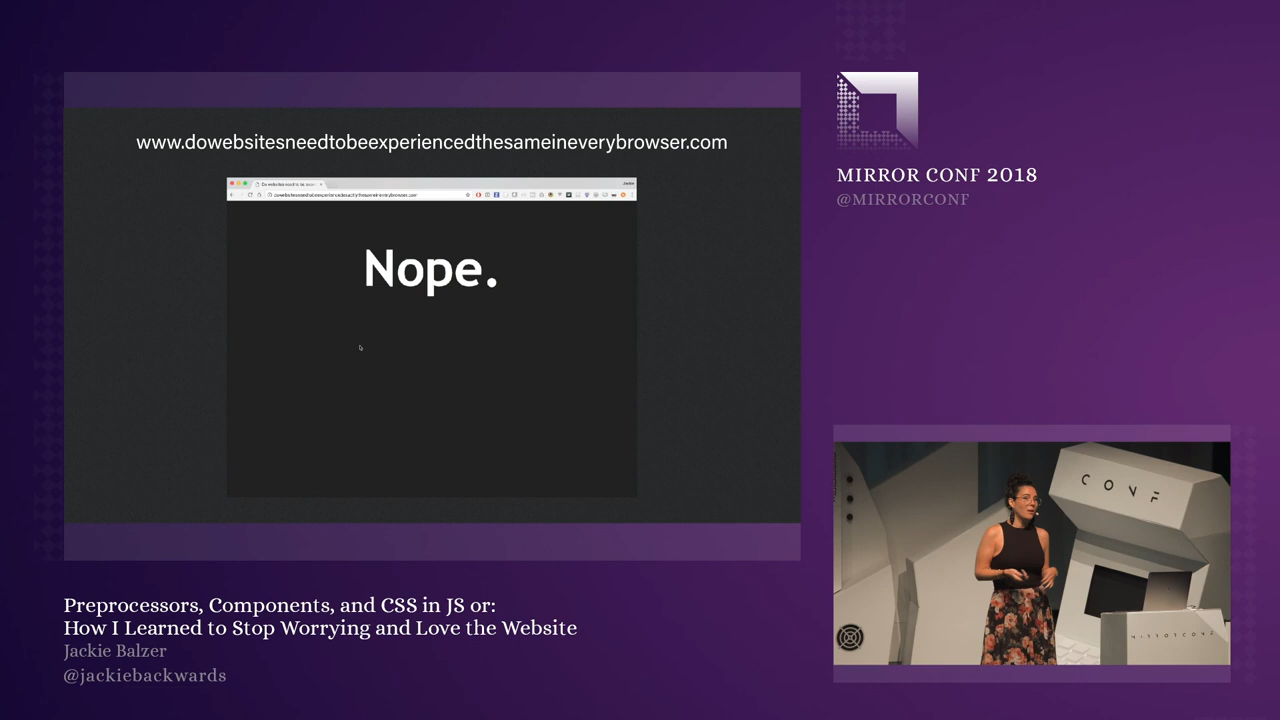 www.dowebsitesneedtobeexperiencedthesameineverybrowser.com
Nope.
MIRROR CONF 2018
@MIRRORCONF
CONF
MIRRORCONF
Preprocessors, Components, and CSS in JS or:
How I Learned to Stop Worrying and Love the Website
Jackie Balzer
@jackiebackwards